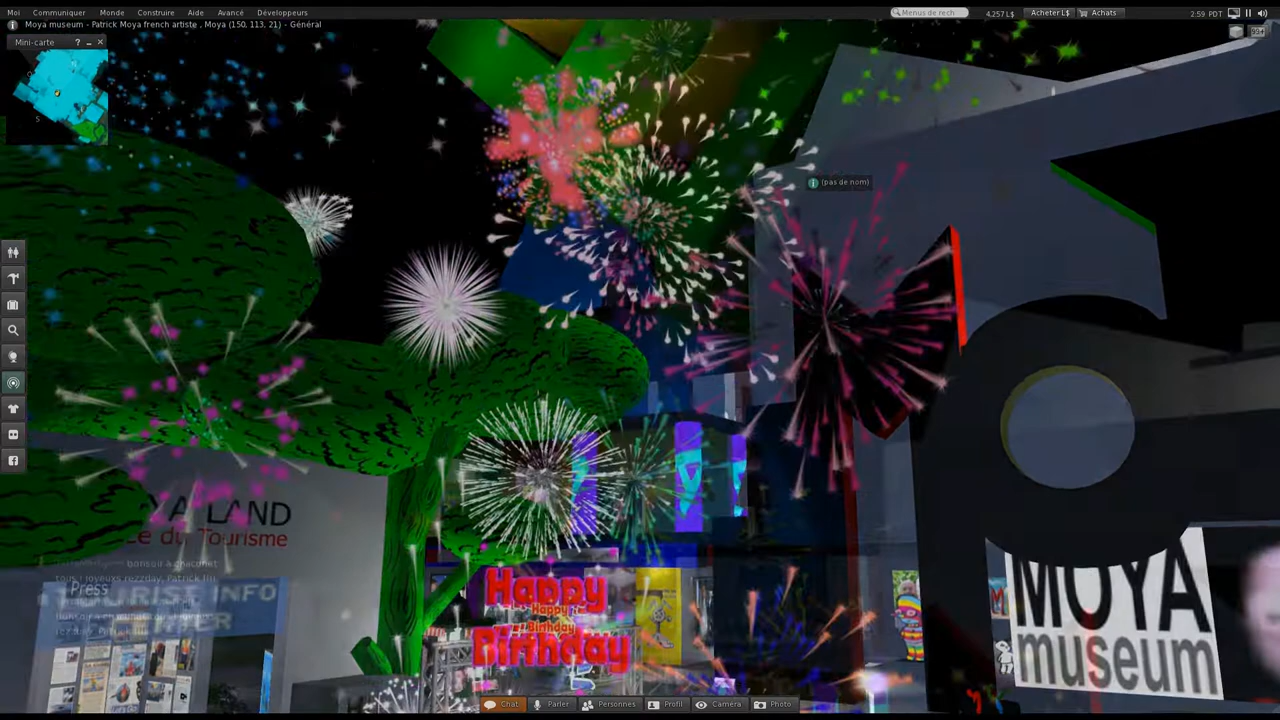 Moi Communiquer Monde Construire Aide Avancé Développeurs
Menus de rech
4,257 L$ Acheter L$ Achats
2:59 PDT
Moya museum - Patrick Moya french artiste , Moya (150, 113, 21) - Général
Mini-carte ? _ ×
S
(pas de nom)
LAND
ce du Tourisme
bonsoir à
Press
INFO
Happy
Happy
Birthday
Birthday
MOYA
museum
Chat Parler Personnes Profil Caméra Photo